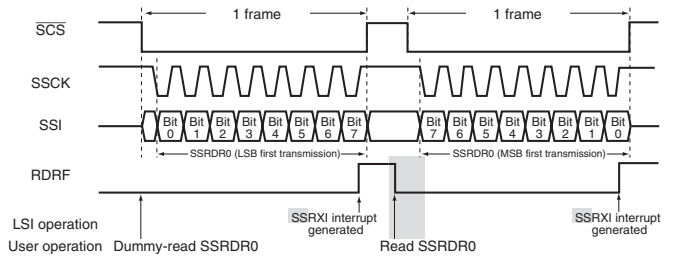 1 frame 1 frame
SCS
SSCK
SSI Bit 0 Bit 1 Bit 2 Bit 3 Bit 4 Bit 5 Bit 6 Bit 7 Bit 7 Bit 6 Bit 5 Bit 4 Bit 3 Bit 2 Bit 1 Bit 0
SSRDR0 (LSB first transmission) SSRDR0 (MSB first transmission)
RDRF
LSI operation SSRXI interrupt generated SSRXI interrupt generated
User operation Dummy-read SSRDR0 Read SSRDR0